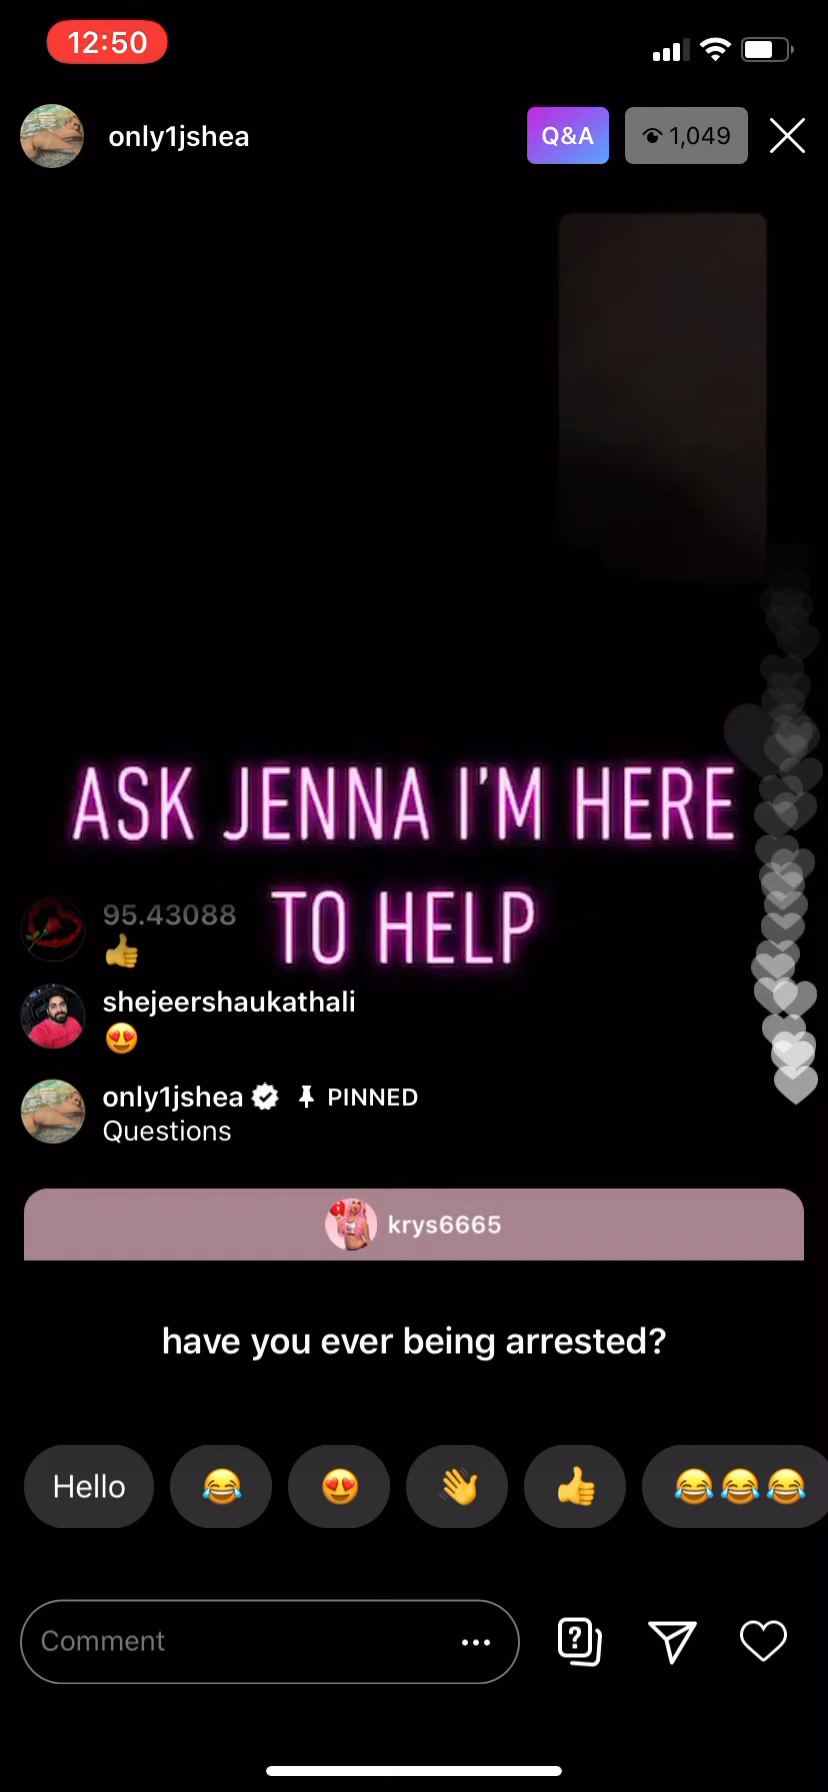 12:50
only1jshea
Q&A
1,049
ASK JENNA I'M HERE
TO HELP
95.43088
👍
shejeershaukathali
😍
only1jshea PINNED
Questions
krys6665
have you ever being arrested?
Hello 😂 😍 👋 👍 😂😂😂
Comment